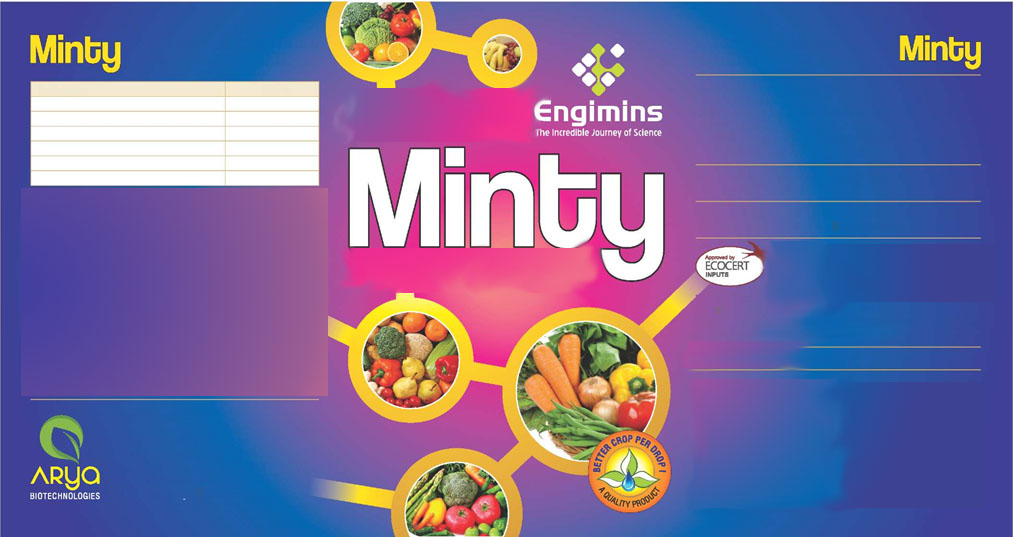 Minty
ARYA
BIOTECHNOLOGIES
Engimins
The Incredible Journey of Science
Minty
BETTER CROP PER DROP !
A QUALITY PRODUCT
Minty
Approved by
ECOCERT
INPUTS